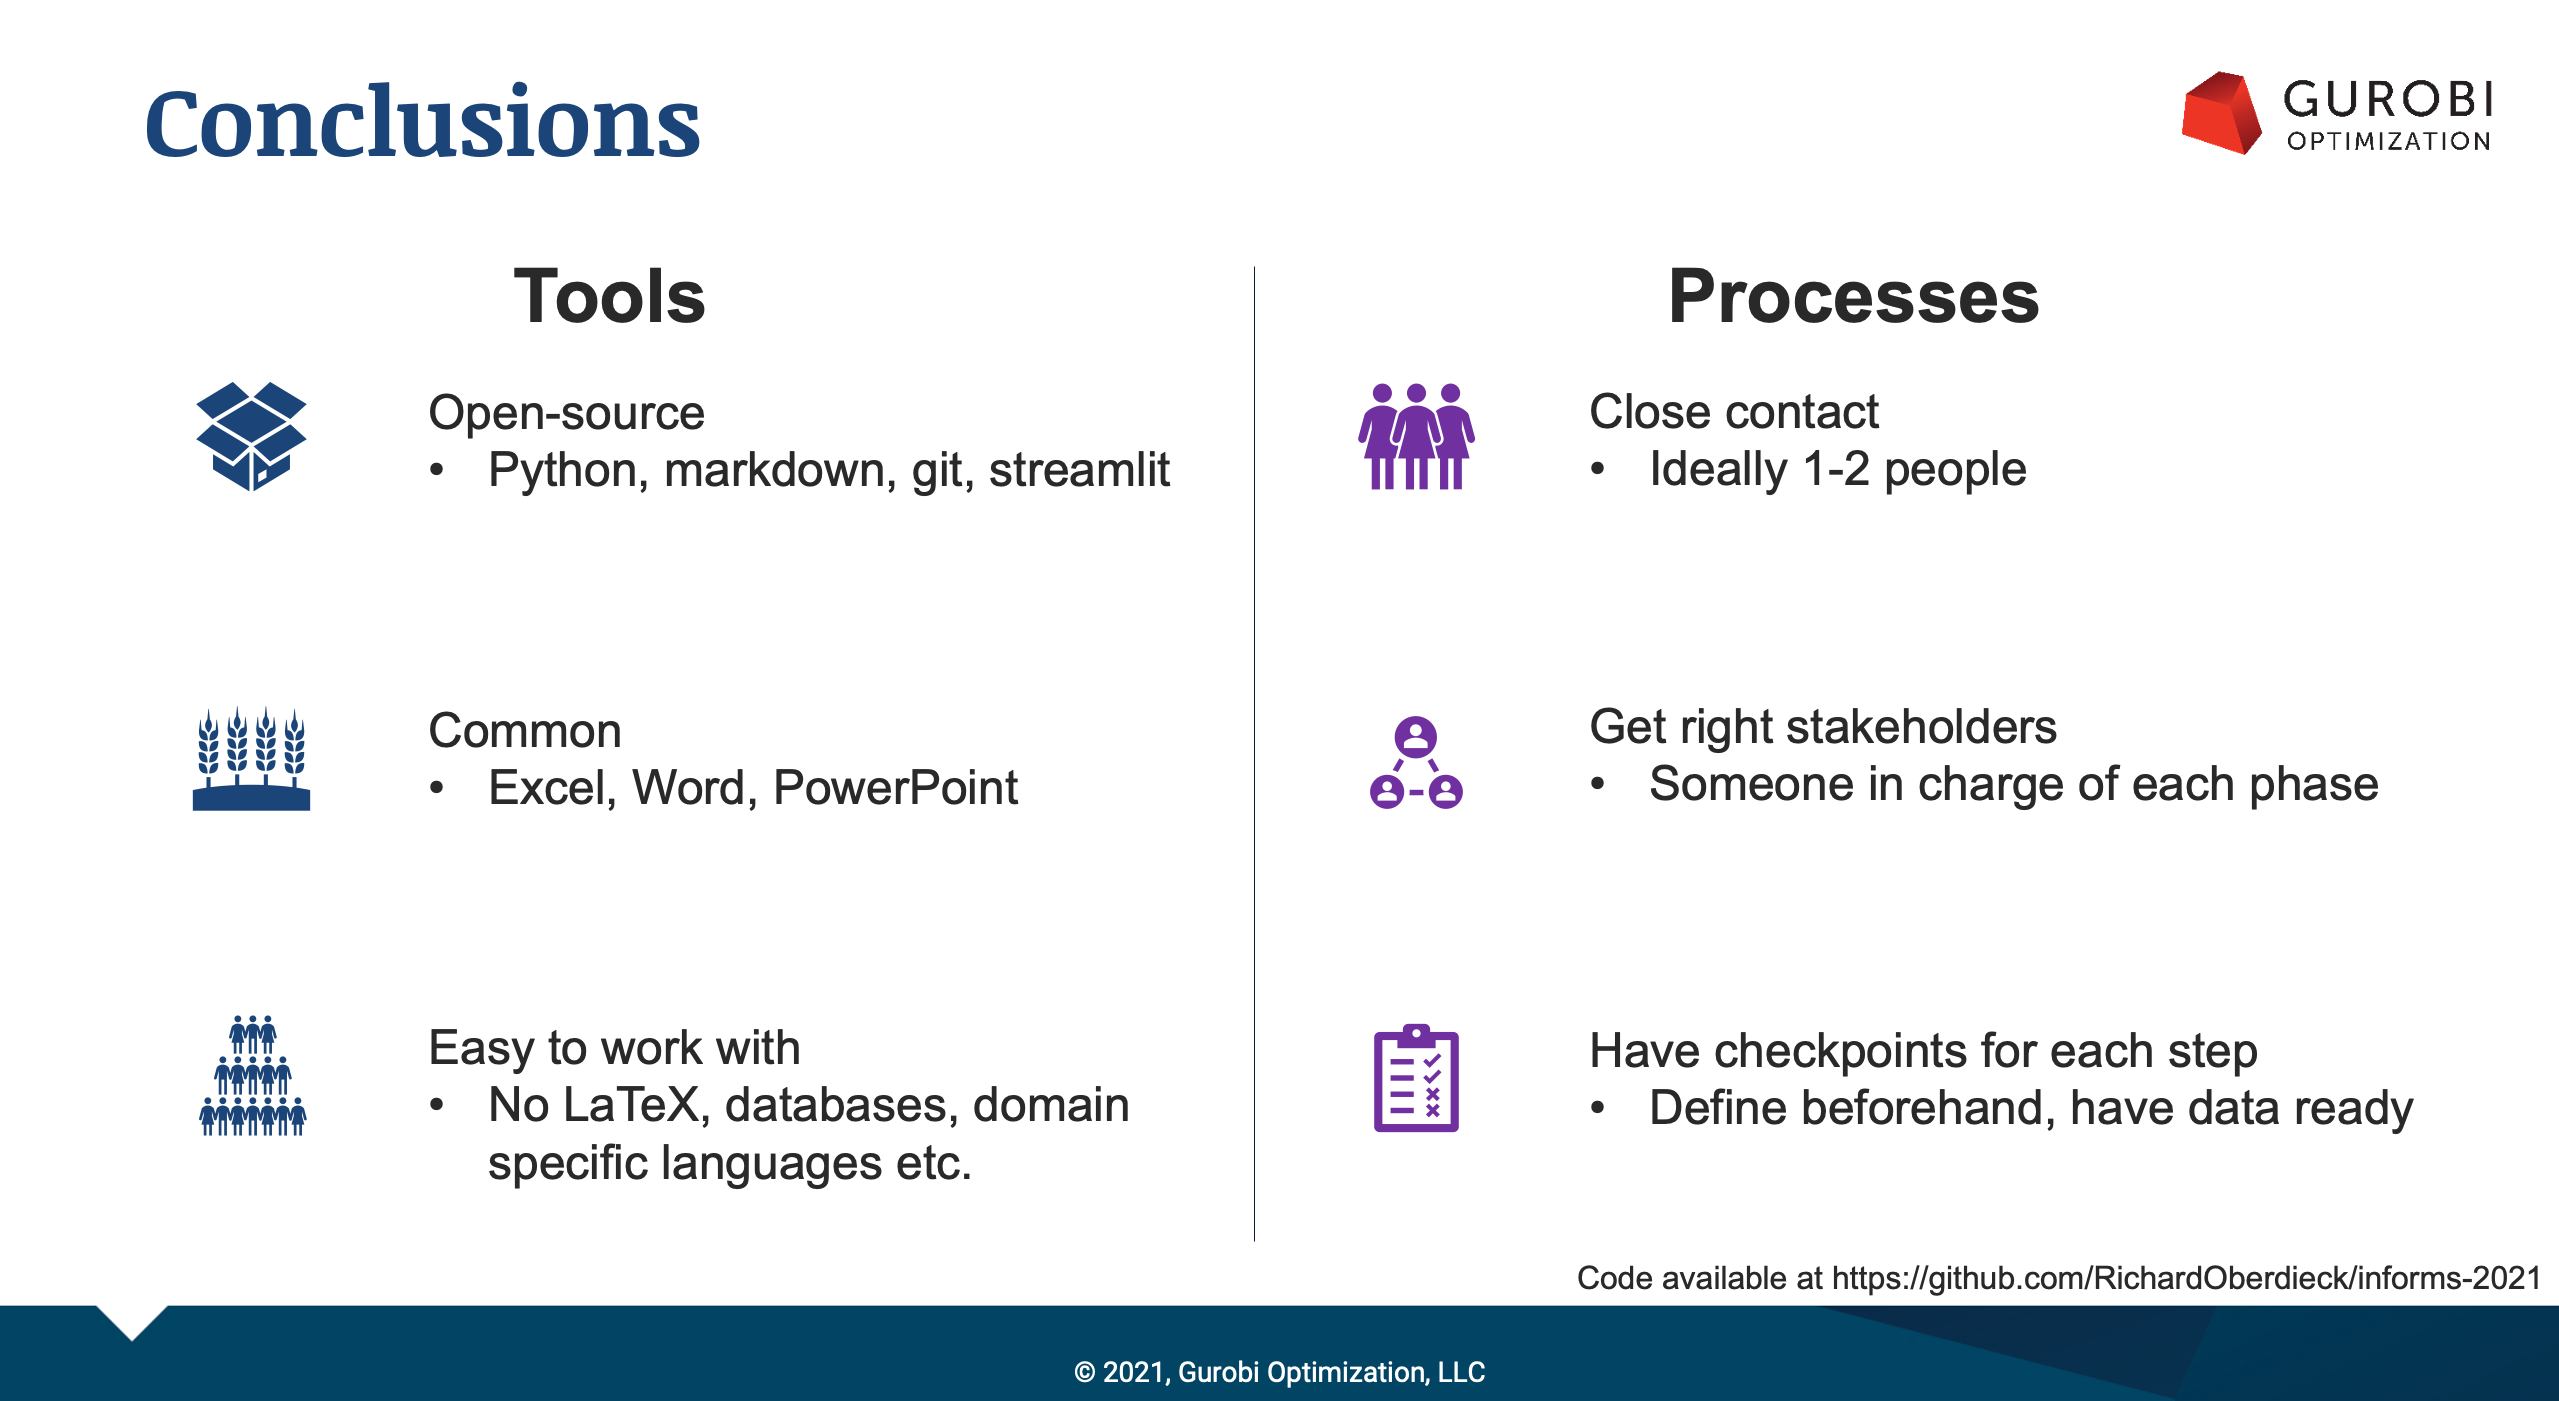 Conclusions
GUROBI
OPTIMIZATION
Tools
Open-source
• Python, markdown, git, streamlit
Common
• Excel, Word, PowerPoint
Easy to work with
• No LaTeX, databases, domain
specific languages etc.
Processes
Close contact
• Ideally 1-2 people
Get right stakeholders
• Someone in charge of each phase
Have checkpoints for each step
• Define beforehand, have data ready
Code available at https://github.com/RichardOberdieck/informs-2021
© 2021, Gurobi Optimization, LLC